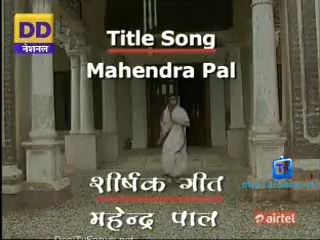 DD
नेशनल
Title Song
Mahendra Pal
शीर्षक गीत
महेन्द्र पाल
airtel